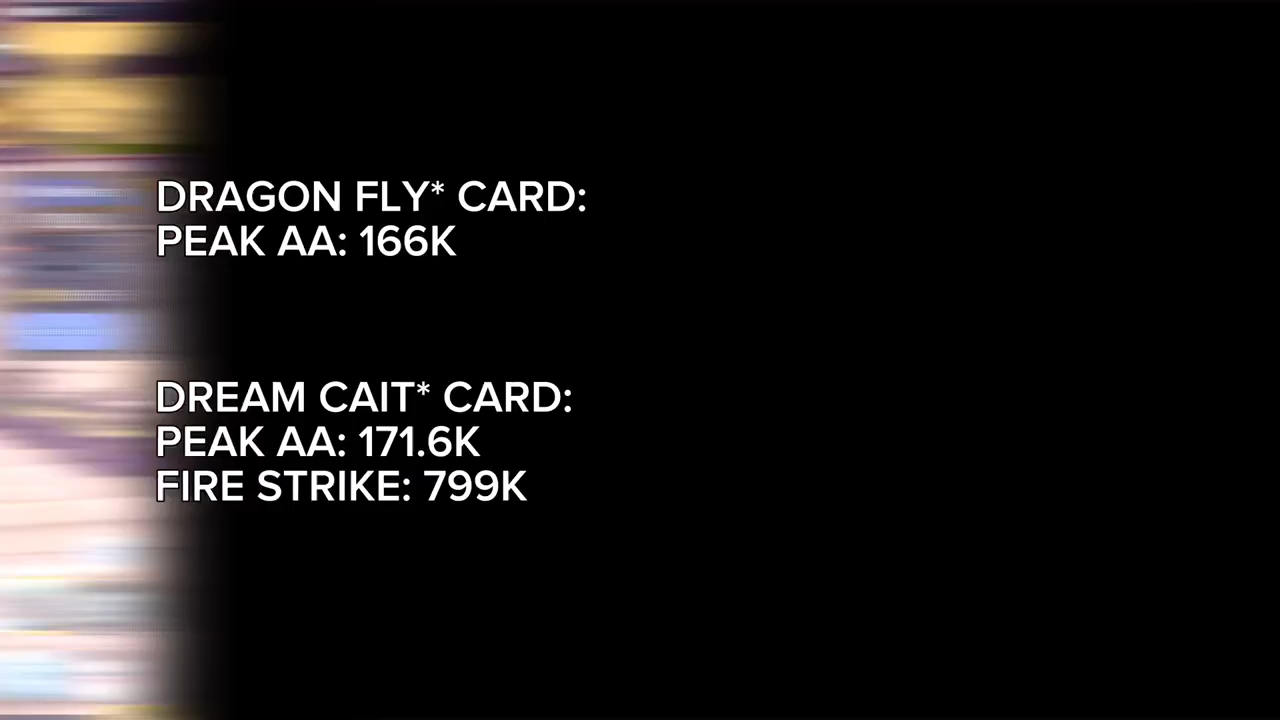 DRAGON FLY* CARD:
PEAK AA: 166K
DREAM CAIT* CARD:
PEAK AA: 171.6K
FIRE STRIKE: 799K